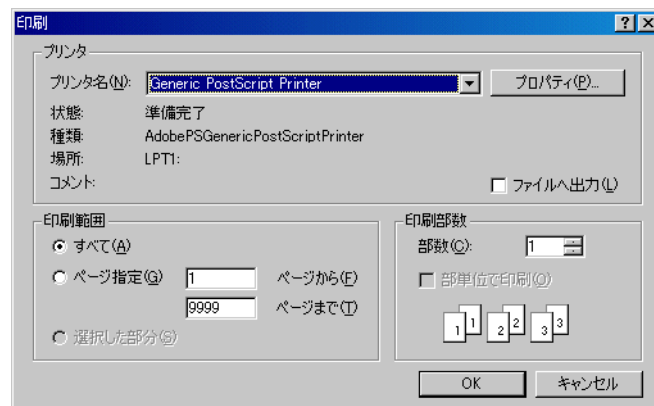 印刷
プリンタ
プリンタ名(N): Generic PostScript Printer プロパティ(P)...
状態: 準備完了
種類: AdobePSGenericPostScriptPrinter
場所: LPT1:
コメント: ファイルへ出力(L)
印刷範囲
すべて(A)
ページ指定(G) 1 ページから(F)
9999 ページまで(T)
選択した部分(S)
印刷部数
部数(C): 1
部単位で印刷(O)
1 1 2 2 3 3
OK キャンセル